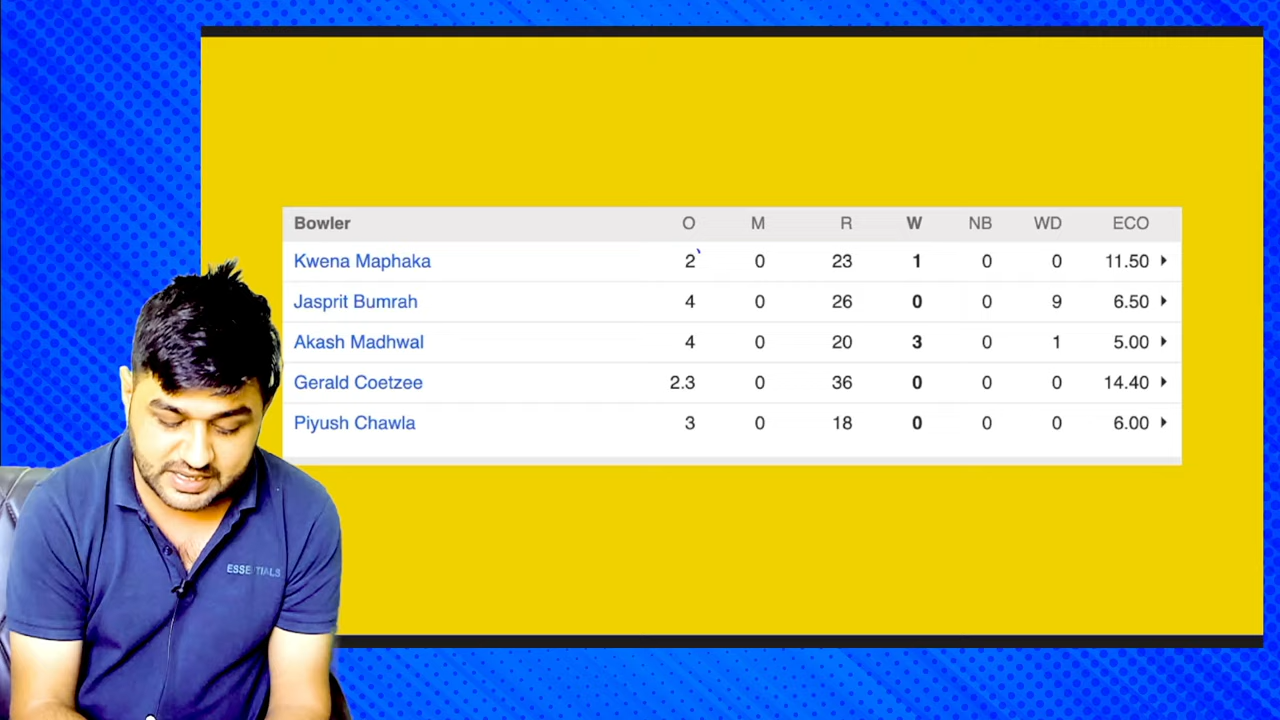 Bowler O M R W NB WD ECO
Kwena Maphaka 2 0 23 1 0 0 11.50
Jasprit Bumrah 4 0 26 0 0 9 6.50
Akash Madhwal 4 0 20 3 0 1 5.00
Gerald Coetzee 2.3 0 36 0 0 0 14.40
Piyush Chawla 3 0 18 0 0 0 6.00
ESSENTIALS